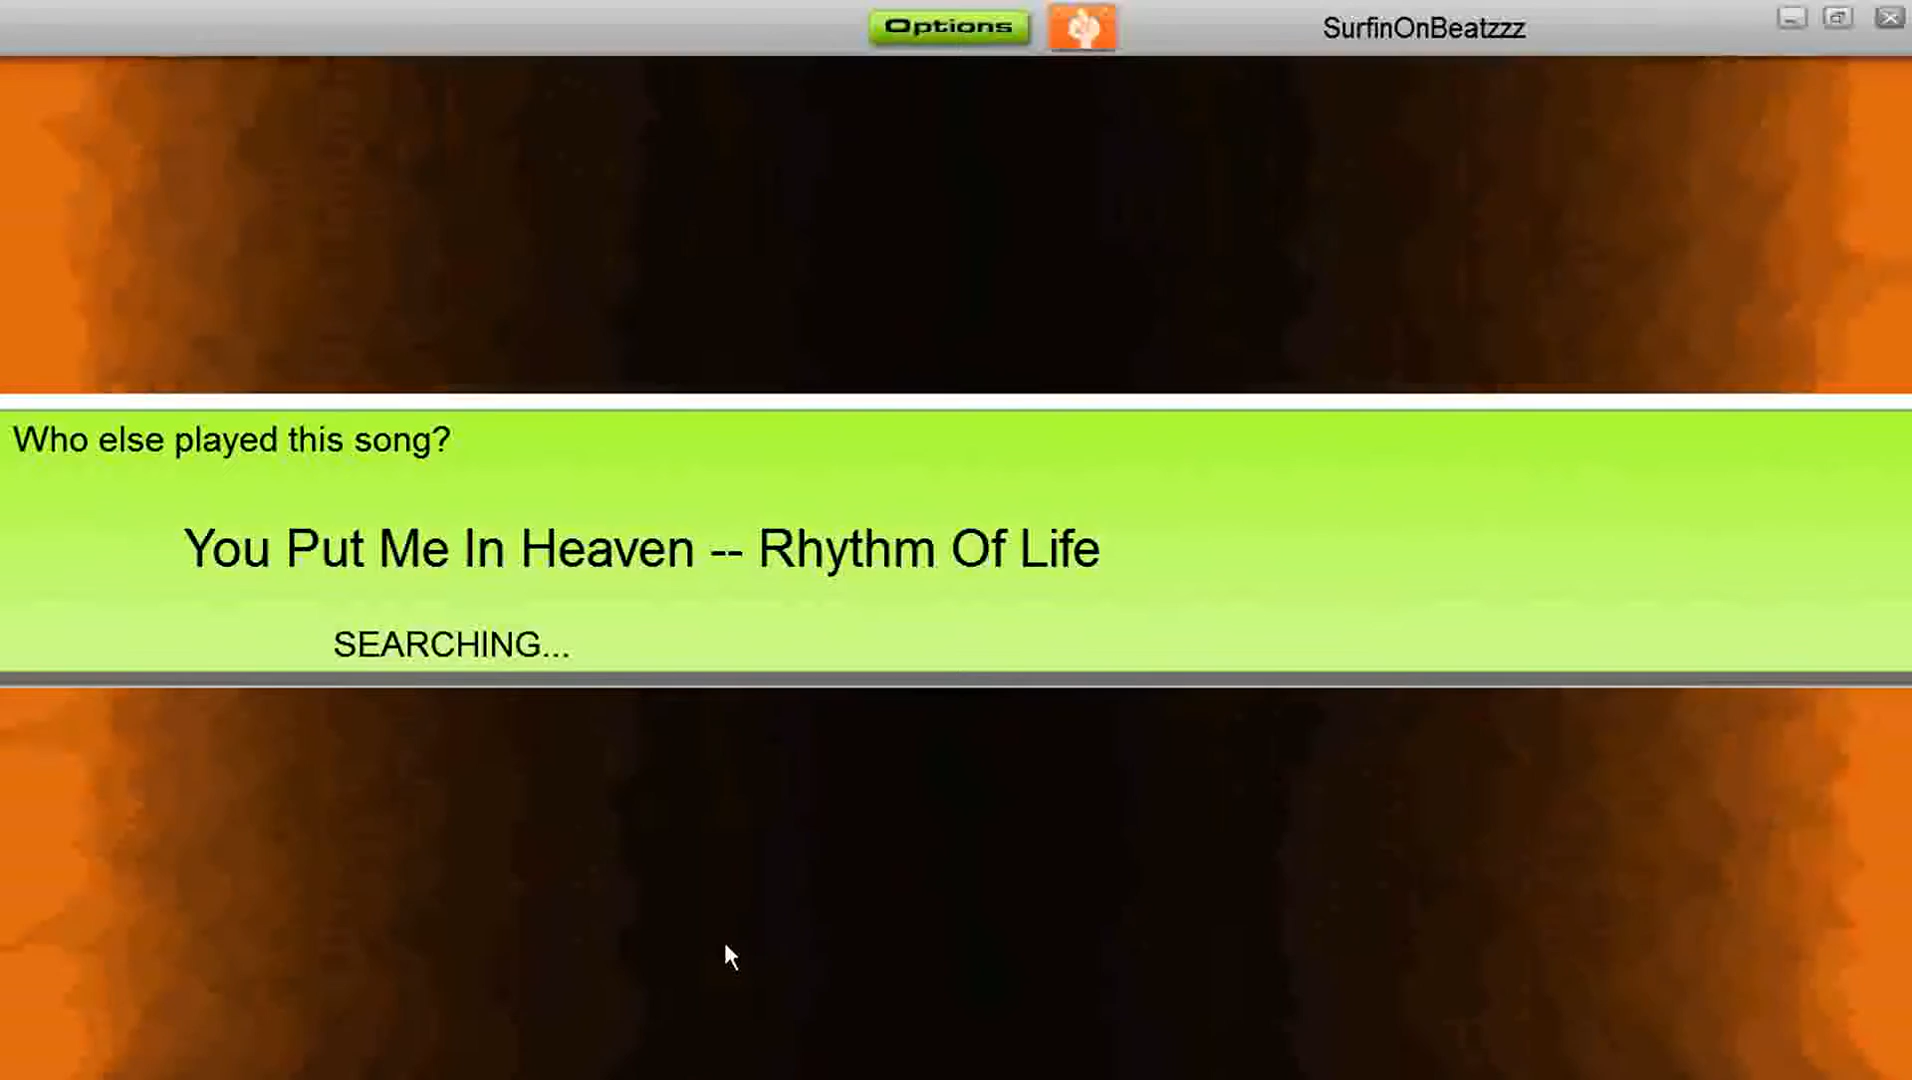 Options
SurfinOnBeatzzz
Who else played this song?
You Put Me In Heaven -- Rhythm Of Life
SEARCHING...